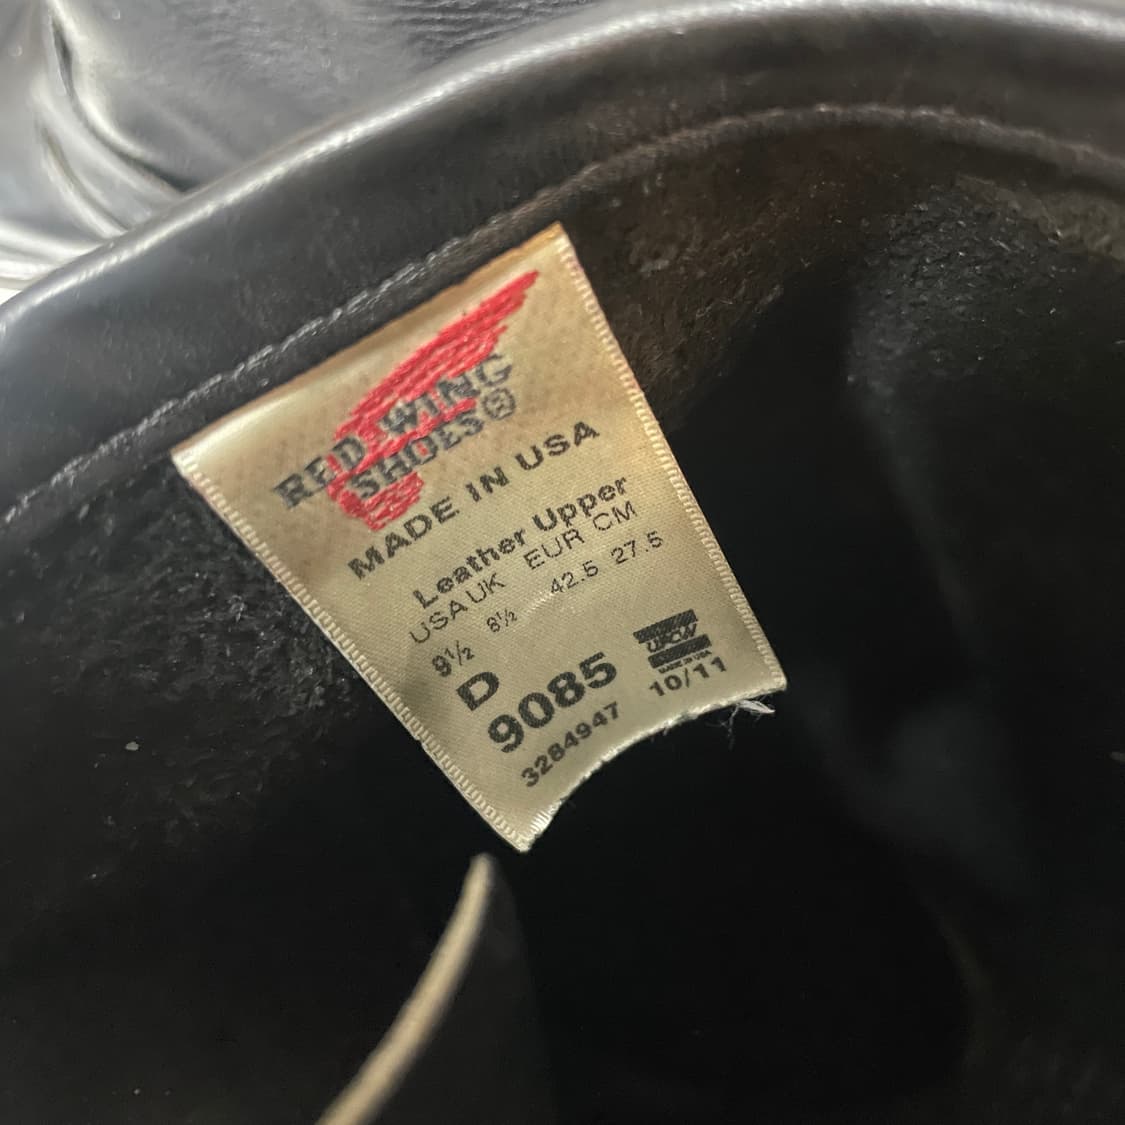 RED WING
SHOES®
MADE IN USA
Leather Upper
USA UK EUR CM
9½ 8½ 42.5 27.5
D
9085
3284947
UFCW
MADE IN USA
10/11